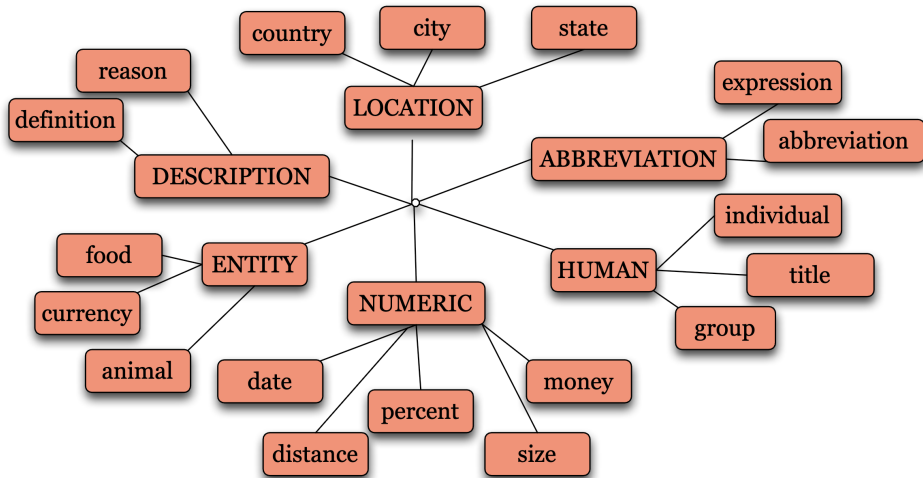 country
city
state
reason
LOCATION
expression
definition
abbreviation
ABBREVIATION
DESCRIPTION
individual
food
ENTITY
HUMAN
title
currency
NUMERIC
group
animal
date
money
percent
distance
size